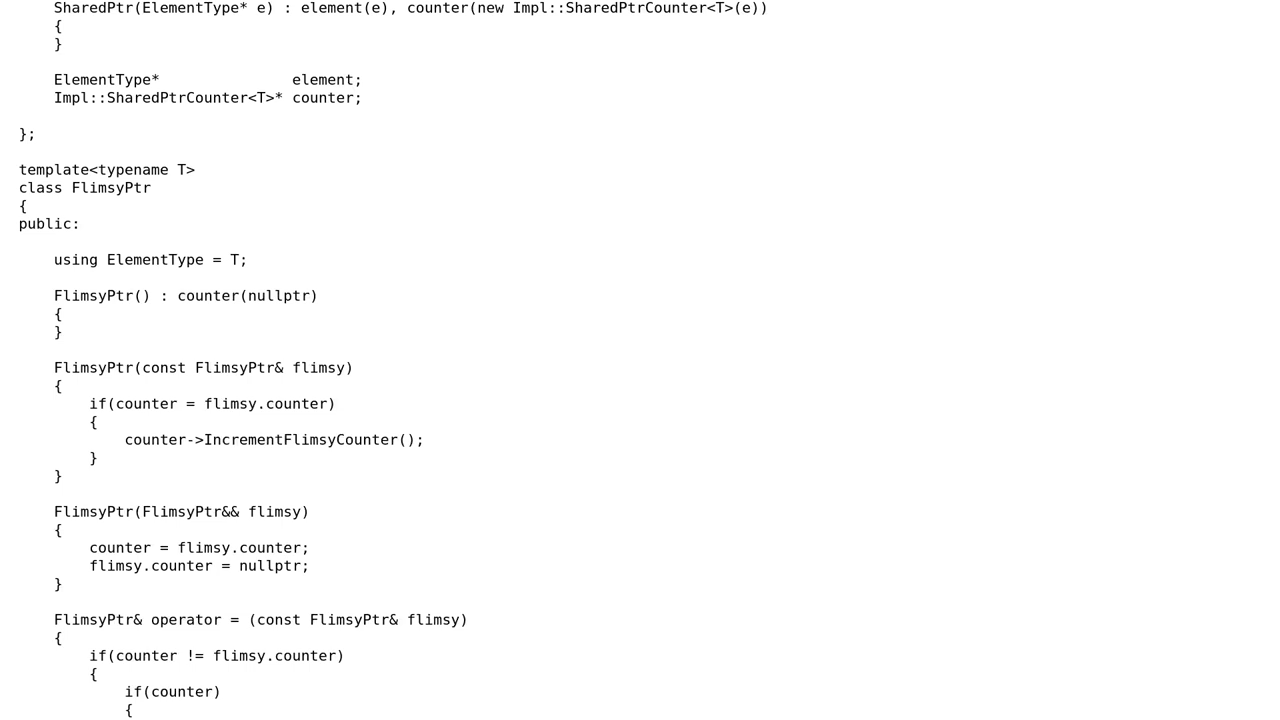 SharedPtr(ElementType* e) : element(e), counter(new Impl::SharedPtrCounter<T>(e))
{
}
ElementType*               element;
Impl::SharedPtrCounter<T>* counter;
};
template<typename T>
class FlimsyPtr
{
public:
using ElementType = T;
FlimsyPtr() : counter(nullptr)
{
}
FlimsyPtr(const FlimsyPtr& flimsy)
{
if(counter = flimsy.counter)
{
counter->IncrementFlimsyCounter();
}
}
FlimsyPtr(FlimsyPtr&& flimsy)
{
counter = flimsy.counter;
flimsy.counter = nullptr;
}
FlimsyPtr& operator = (const FlimsyPtr& flimsy)
{
if(counter != flimsy.counter)
{
if(counter)
{